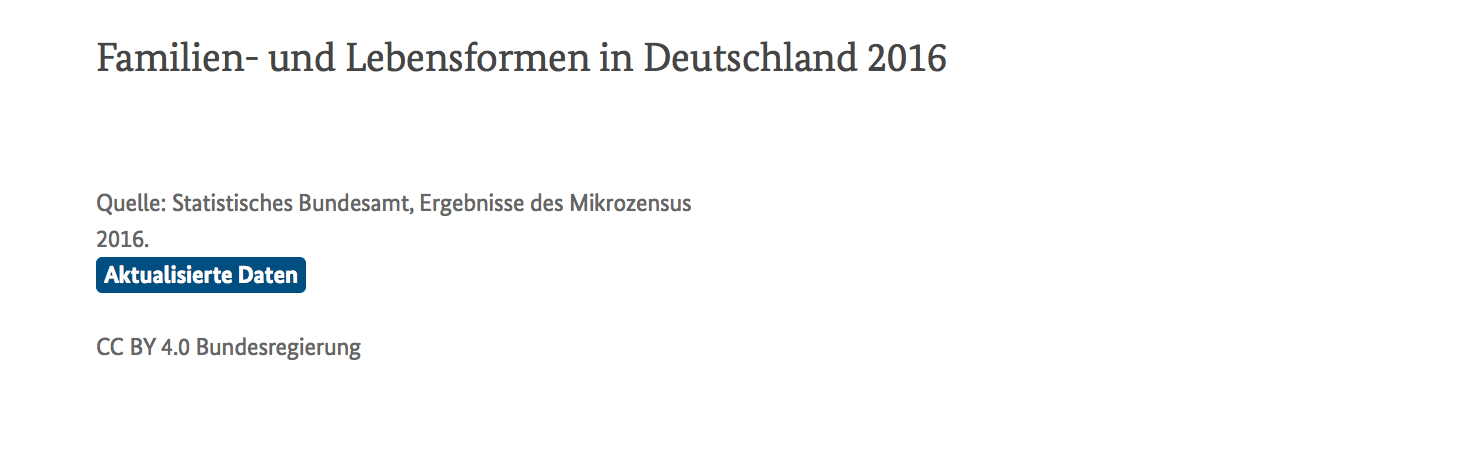 Familien- und Lebensformen in Deutschland 2016
Quelle: Statistisches Bundesamt, Ergebnisse des Mikrozensus
2016.
Aktualisierte Daten
CC BY 4.0 Bundesregierung